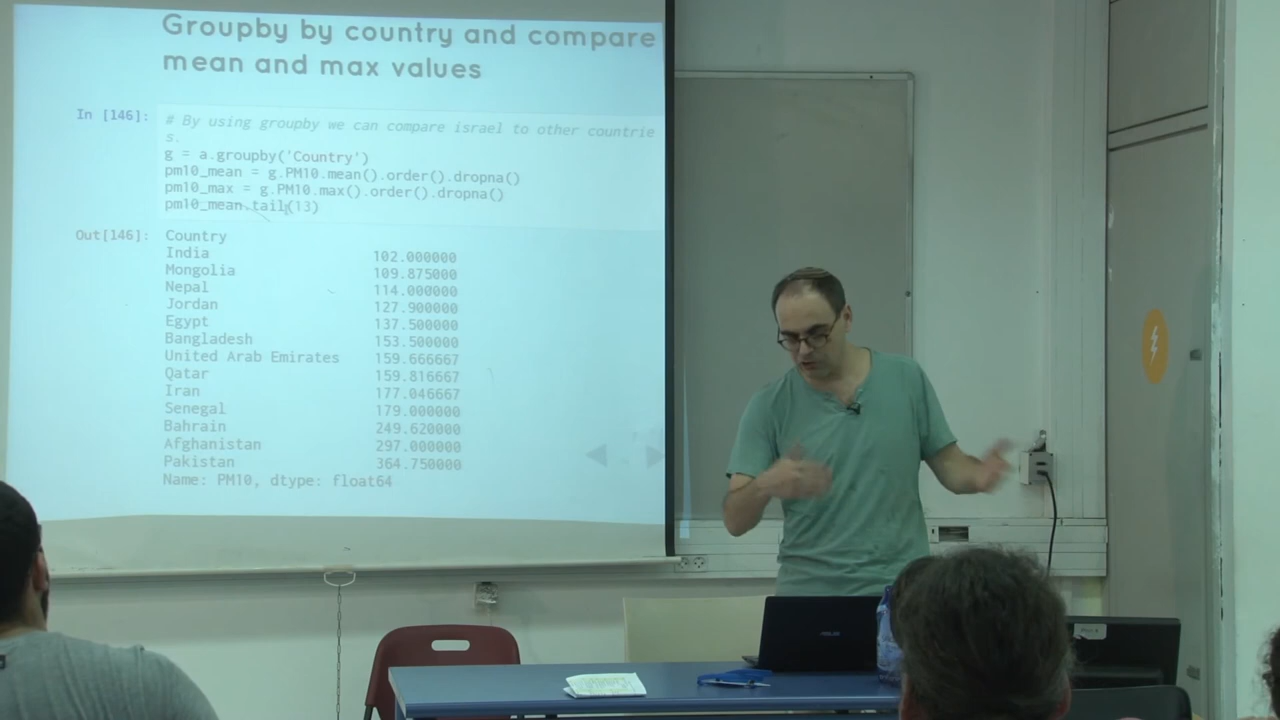 Groupby by country and compare
mean and max values
In [146]:
# By using groupby we can compare israel to other countrie
s.
g = a.groupby('Country')
pm10_mean = g.PM10.mean().order().dropna()
pm10_max = g.PM10.max().order().dropna()
pm10_mean.tail(13)
Out[146]: Country
India 102.000000
Mongolia 109.875000
Nepal 114.000000
Jordan 127.900000
Egypt 137.500000
Bangladesh 153.500000
United Arab Emirates 159.666667
Qatar 159.816667
Iran 177.046667
Senegal 179.000000
Bahrain 249.620000
Afghanistan 297.000000
Pakistan 364.750000
Name: PM10, dtype: float64
ASUS